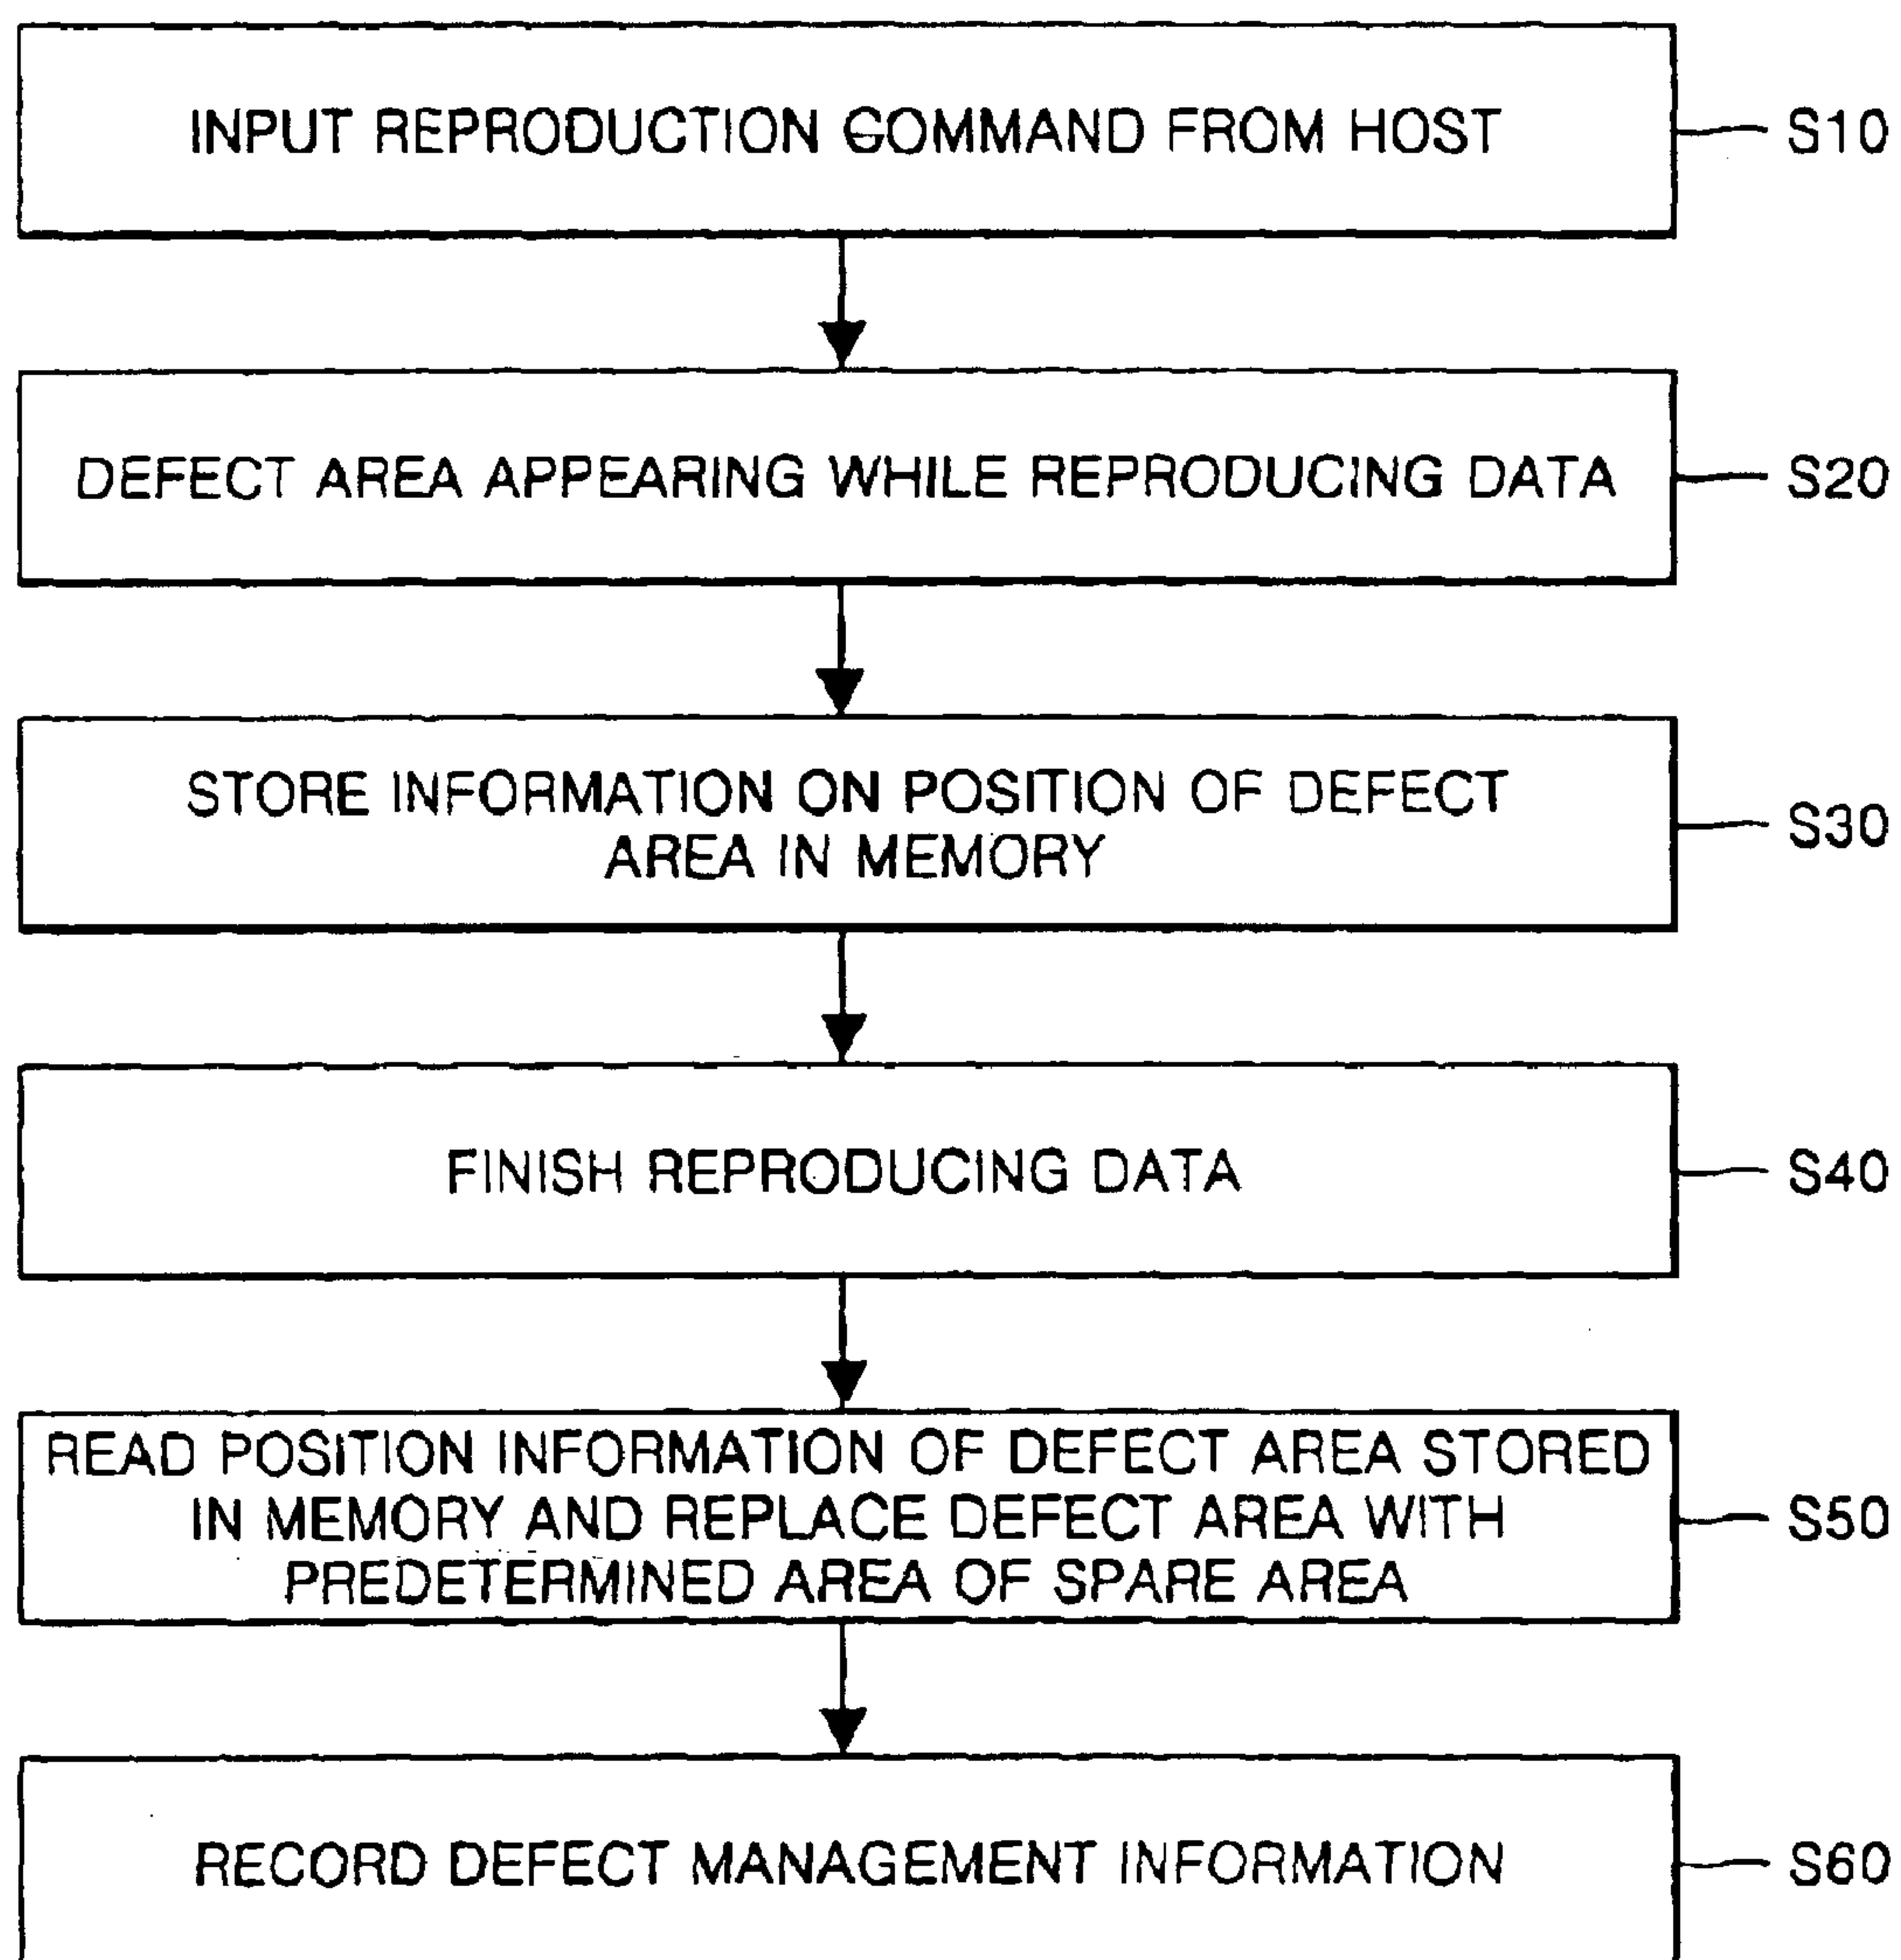 INPUT REPRODUCTION COMMAND FROM HOST
S10
DEFECT AREA APPEARING WHILE REPRODUCING DATA
S20
STORE INFORMATION ON POSITION OF DEFECT
AREA IN MEMORY
S30
FINISH REPRODUCING DATA
S40
READ POSITION INFORMATION OF DEFECT AREA STORED
IN MEMORY AND REPLACE DEFECT AREA WITH
PREDETERMINED AREA OF SPARE AREA
S50
RECORD DEFECT MANAGEMENT INFORMATION
S60